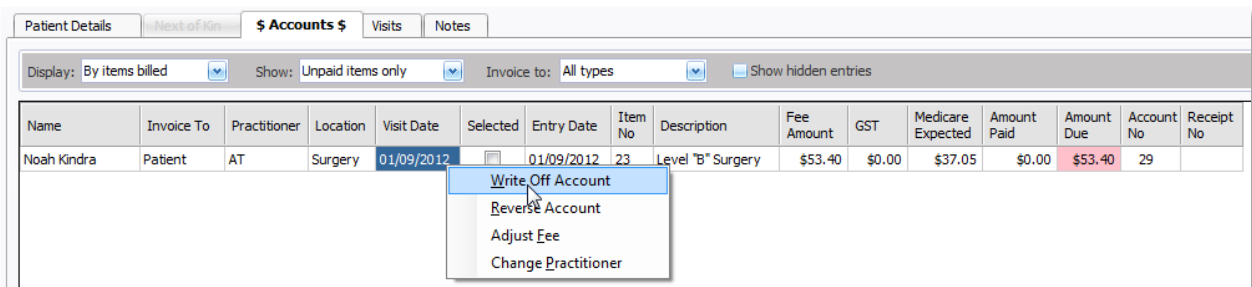 Patient Details Next of Kin $ Accounts $ Visits Notes
Display: By items billed Show: Unpaid items only Invoice to: All types Show hidden entries
Name Invoice To Practitioner Location Visit Date Selected Entry Date Item No Description Fee Amount GST Medicare Expected Amount Paid Amount Due Account No Receipt No
Noah Kindra Patient AT Surgery 01/09/2012 01/09/2012 23 Level "B" Surgery $53.40 $0.00 $37.05 $0.00 $53.40 29
Write Off Account
Reverse Account
Adjust Fee
Change Practitioner